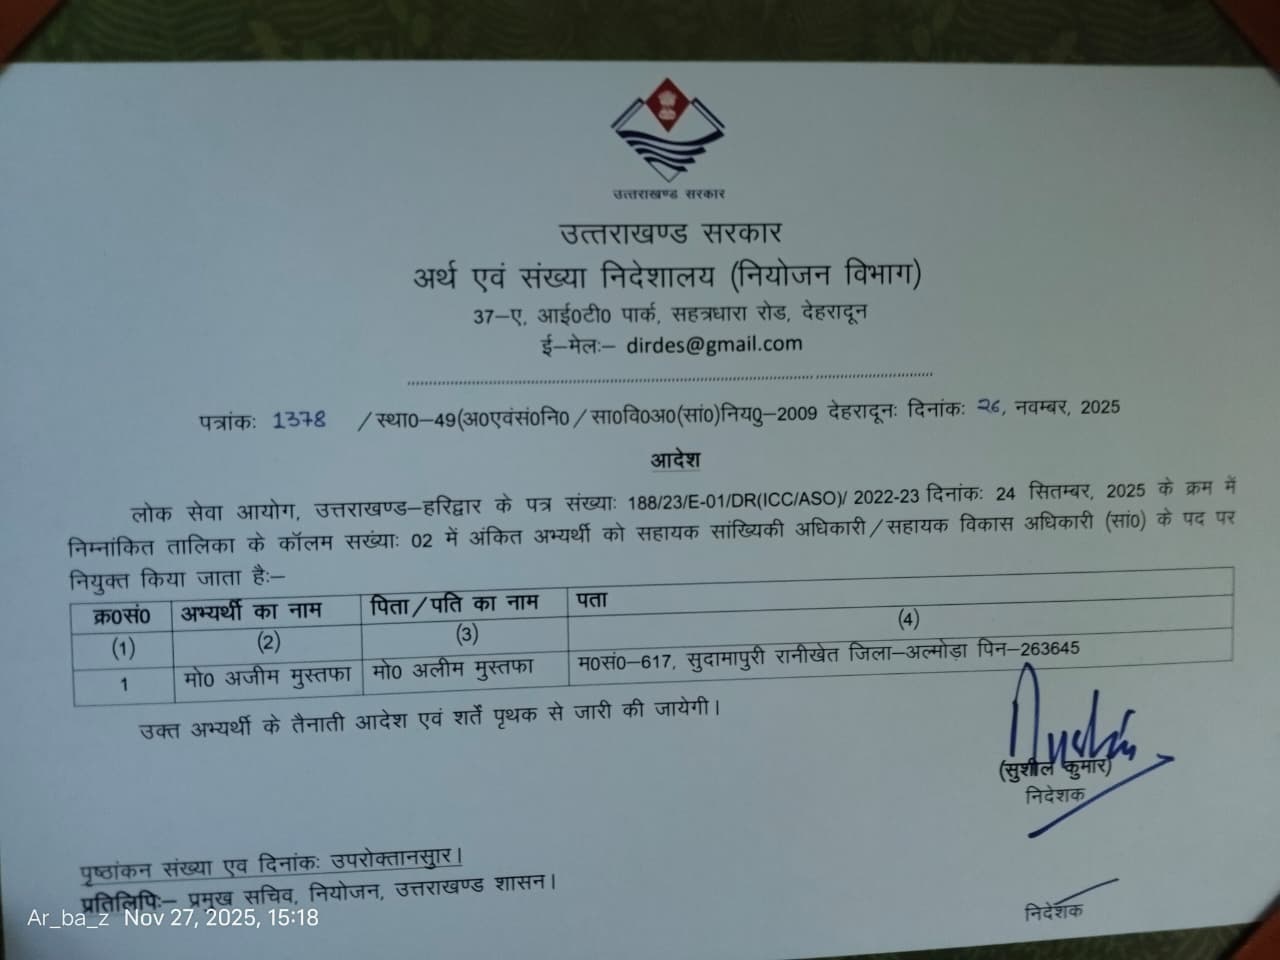 उत्तराखण्ड सरकार
उत्तराखण्ड सरकार
अर्थ एवं संख्या निदेशालय (नियोजन विभाग)
37–ए, आई0टी0 पार्क, सहत्रधारा रोड, देहरादून
ई–मेलः– dirdes@gmail.com
पत्रांकः 1378 /स्था0–49(अ0एवंसं0नि0/सा0वि0अ0(सां0)नियु0–2009 देहरादूनः दिनांकः 26, नवम्बर, 2025
आदेश
लोक सेवा आयोग, उत्तराखण्ड–हरिद्वार के पत्र संख्याः 188/23/E-01/DR(ICC/ASO)/ 2022-23 दिनांकः 24 सितम्बर, 2025 के क्रम में
निम्नांकित तालिका के कॉलम सख्याः 02 में अंकित अभ्यर्थी को सहायक सांख्यिकी अधिकारी/सहायक विकास अधिकारी (सां0) के पद पर
नियुक्त किया जाता हैः–
क्र0सं0 अभ्यर्थी का नाम पिता/पति का नाम पता
(1) (2) (3) (4)
1 मो0 अजीम मुस्तफा मो0 अलीम मुस्तफा म0सं0–617, सुदामापुरी रानीखेत जिला–अल्मोड़ा पिन–263645
उक्त अभ्यर्थी के तैनाती आदेश एवं शर्तें पृथक से जारी की जायेगी।
(सुशील कुमार)
निदेशक
पृष्ठांकन संख्या एव दिनांकः उपरोक्तानसुार।
प्रतिलिपिः– प्रमुख सचिव, नियोजन, उत्तराखण्ड शासन।
निदेशक
Ar_ba_z Nov 27, 2025, 15:18